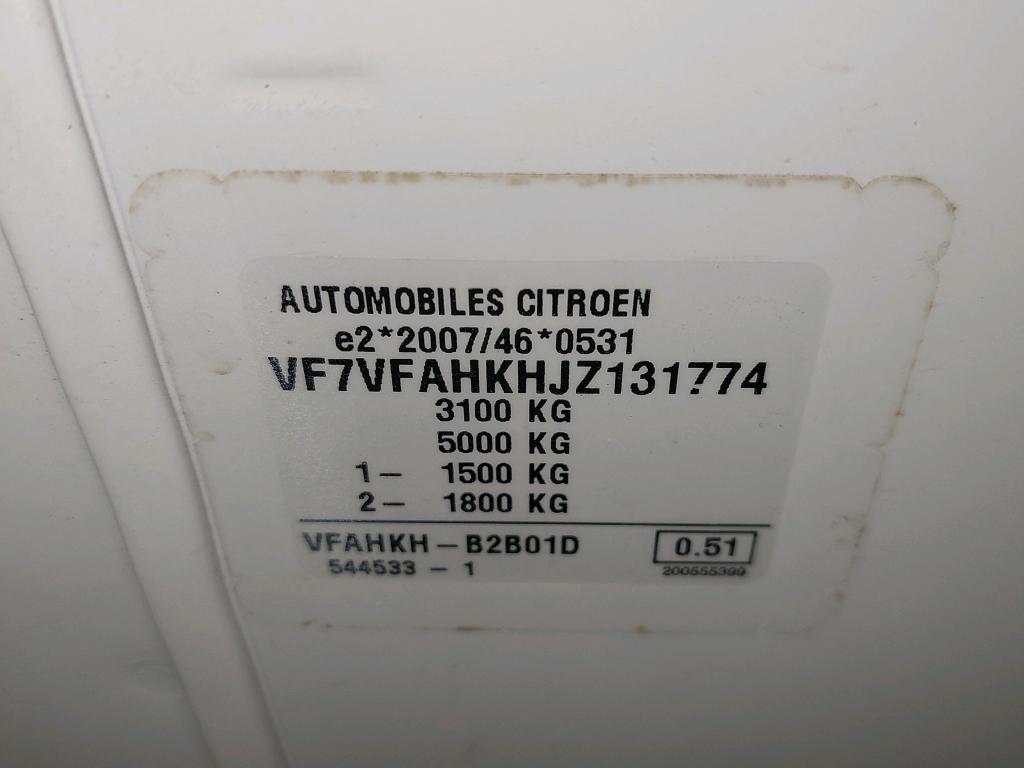 AUTOMOBILES CITROEN
e2*2007/46*0531
VF7VFAHKHJZ131774
3100 KG
5000 KG
1 – 1500 KG
2 – 1800 KG
VFAHKH – B2B01D
0.51
544533 – 1
200555399